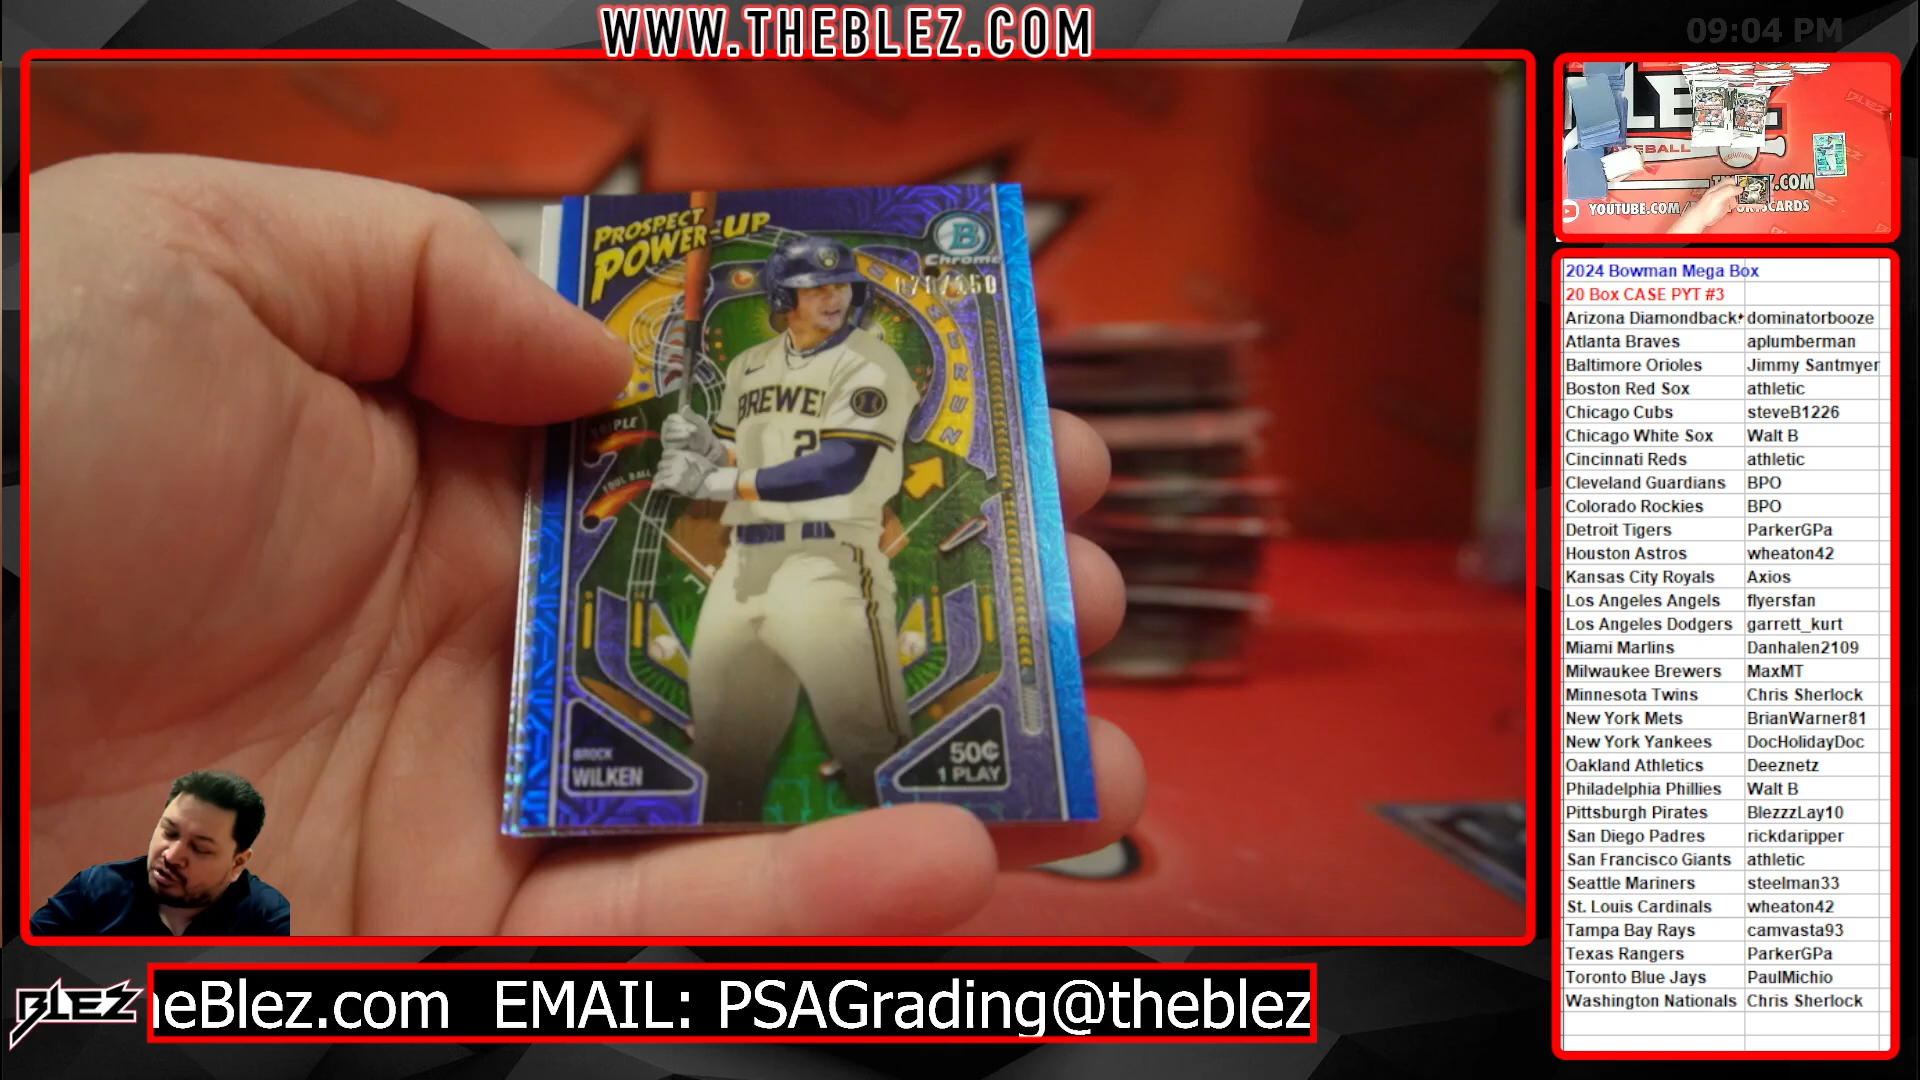 WWW.THEBLEZ.COM
09:04 PM
PROSPECT
POWER-UP
B
Chrome
BREWE
2
TRIPLE
FOUL BALL
HOMERUN
BROCK
WILKEN
50¢
1 PLAY
BASEBALL
YOUTUBE.COM/
CARDS
2024 Bowman Mega Box
20 Box CASE PYT #3
Arizona Diamondback dominatorbooze
Atlanta Braves aplumberman
Baltimore Orioles Jimmy Santmyer
Boston Red Sox athletic
Chicago Cubs steveB1226
Chicago White Sox Walt B
Cincinnati Reds athletic
Cleveland Guardians BPO
Colorado Rockies BPO
Detroit Tigers ParkerGPa
Houston Astros wheaton42
Kansas City Royals Axios
Los Angeles Angels flyersfan
Los Angeles Dodgers garrett_kurt
Miami Marlins Danhalen2109
Milwaukee Brewers MaxMT
Minnesota Twins Chris Sherlock
New York Mets BrianWarner81
New York Yankees DocHolidayDoc
Oakland Athletics Deeznetz
Philadelphia Phillies Walt B
Pittsburgh Pirates BlezzzLay10
San Diego Padres rickdaripper
San Francisco Giants athletic
Seattle Mariners steelman33
St. Louis Cardinals wheaton42
Tampa Bay Rays camvasta93
Texas Rangers ParkerGPa
Toronto Blue Jays PaulMichio
Washington Nationals Chris Sherlock
BLEZ
eBlez.com EMAIL: PSAGrading@theblez